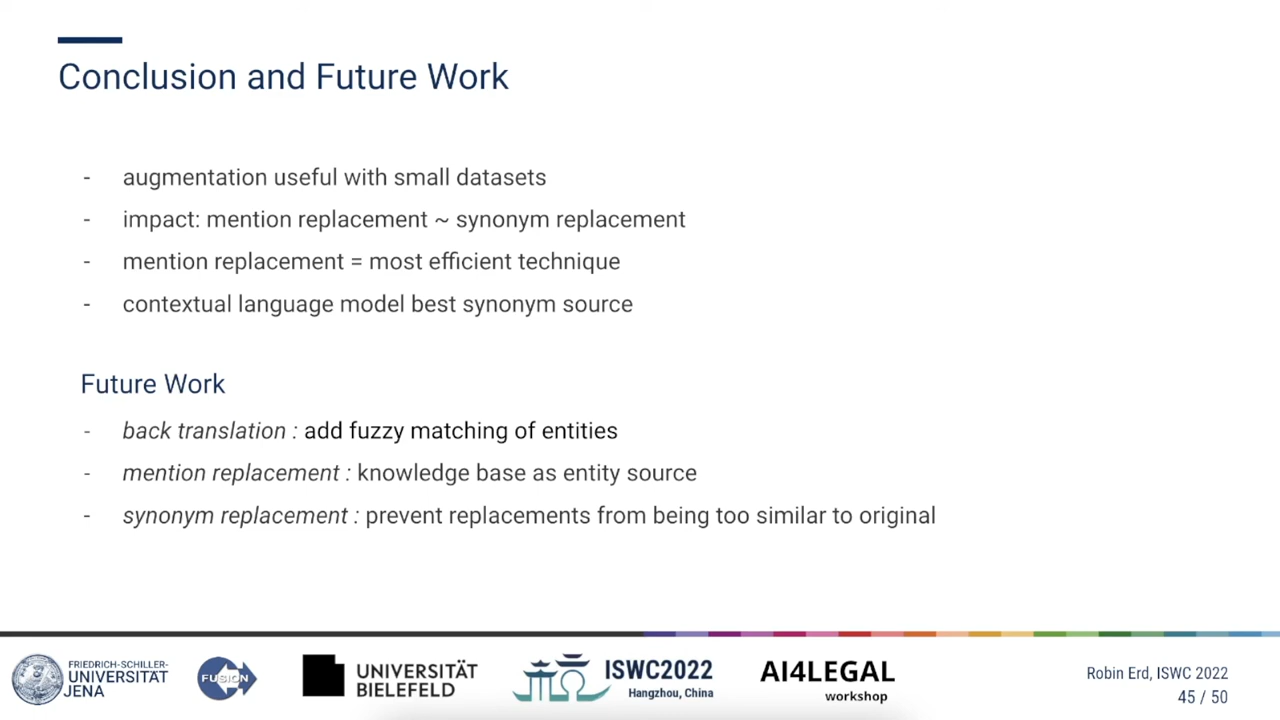 Conclusion and Future Work
- augmentation useful with small datasets
- impact: mention replacement ~ synonym replacement
- mention replacement = most efficient technique
- contextual language model best synonym source
Future Work
- back translation : add fuzzy matching of entities
- mention replacement : knowledge base as entity source
- synonym replacement : prevent replacements from being too similar to original
FRIEDRICH-SCHILLER-
UNIVERSITÄT
JENA
FUSION
UNIVERSITÄT
BIELEFELD
ISWC2022
Hangzhou, China
AI4LEGAL
workshop
Robin Erd, ISWC 2022
45 / 50